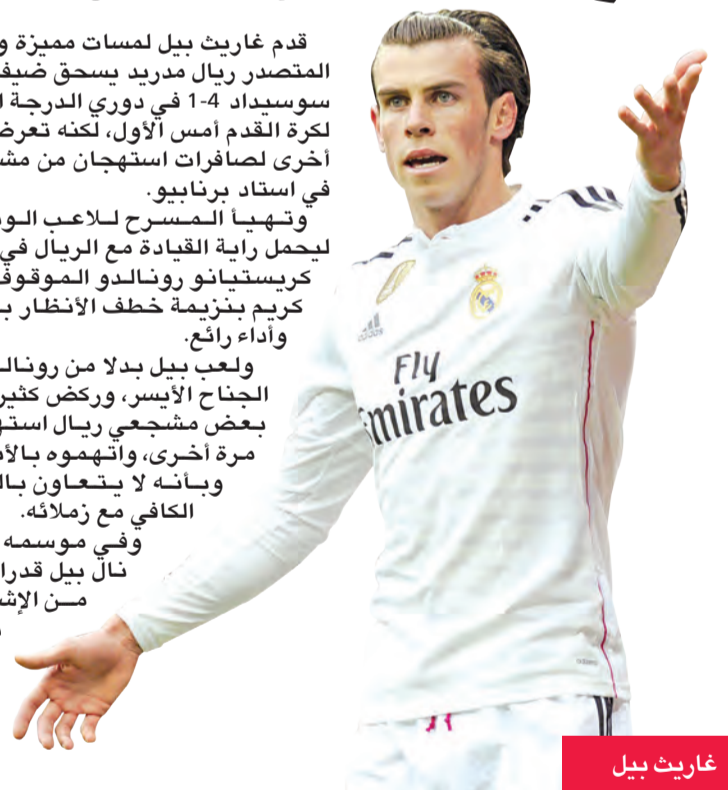 قدم غاريث بيل لمسات مميزة و
المتصدر ريال مدريد يستحق ضيف
سوسيداد 4-1 في دوري الدرجة ا
لكرة القدم أمس الأول، لكنه تعرض
أخرى لصافرات استهجان من مش
في استاد برنابيو.
وتهيأ المسرح للاعب الو
ليحمل راية القيادة مع الريال في
كريستيانو رونالدو الموقوف
كريم بنزيمة خطف الأنظار ب
وأداء رائع.
ولعب بيل بدلا من رونال
الجناح الأيسر، وركض كثير
بعض مشجعي ريال است
مرة أخرى، واتهموه بالأ
وبأنه لا يتعاون بال
الكافي مع زملائه.
وفي موسمه
نال بيل قدرا
من الإش
adidas
Fly
Emirates
غاريث بيل